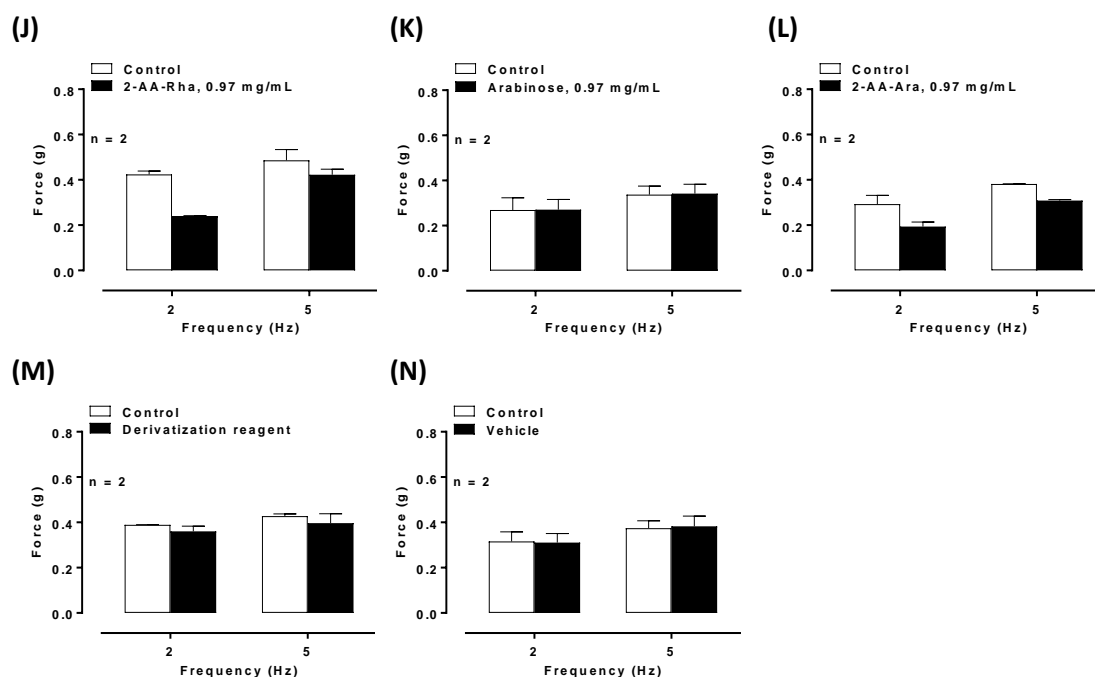 (J)
Control
2-AA-Rha, 0.97 mg/mL
n = 2
Force (g)
0.8
0.6
0.4
0.2
0.0
2 5
Frequency (Hz)
(K)
Control
Arabinose, 0.97 mg/mL
n = 2
Force (g)
0.8
0.6
0.4
0.2
0.0
2 5
Frequency (Hz)
(L)
Control
2-AA-Ara, 0.97 mg/mL
n = 2
Force (g)
0.8
0.6
0.4
0.2
0.0
2 5
Frequency (Hz)
(M)
Control
Derivatization reagent
n = 2
Force (g)
0.8
0.6
0.4
0.2
0.0
2 5
Frequency (Hz)
(N)
Control
Vehicle
n = 2
Force (g)
0.8
0.6
0.4
0.2
0.0
2 5
Frequency (Hz)